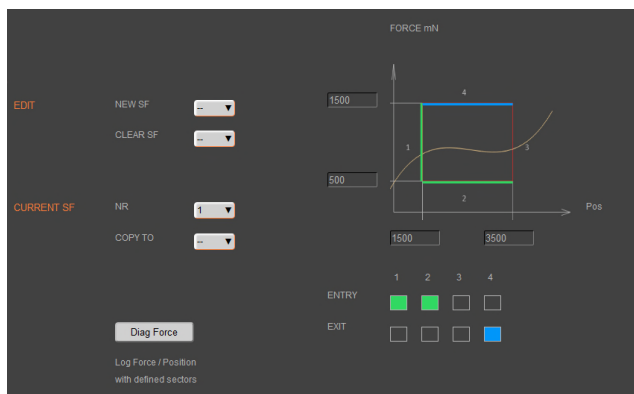 FORCE mN
4
EDIT
NEW SF
--
1500
CLEAR SF
--
1
3
500
2
CURRENT SF
NR
1
Pos
COPY TO
--
1500
3500
1 2 3 4
ENTRY
EXIT
Diag Force
Log Force / Position
with defined sectors